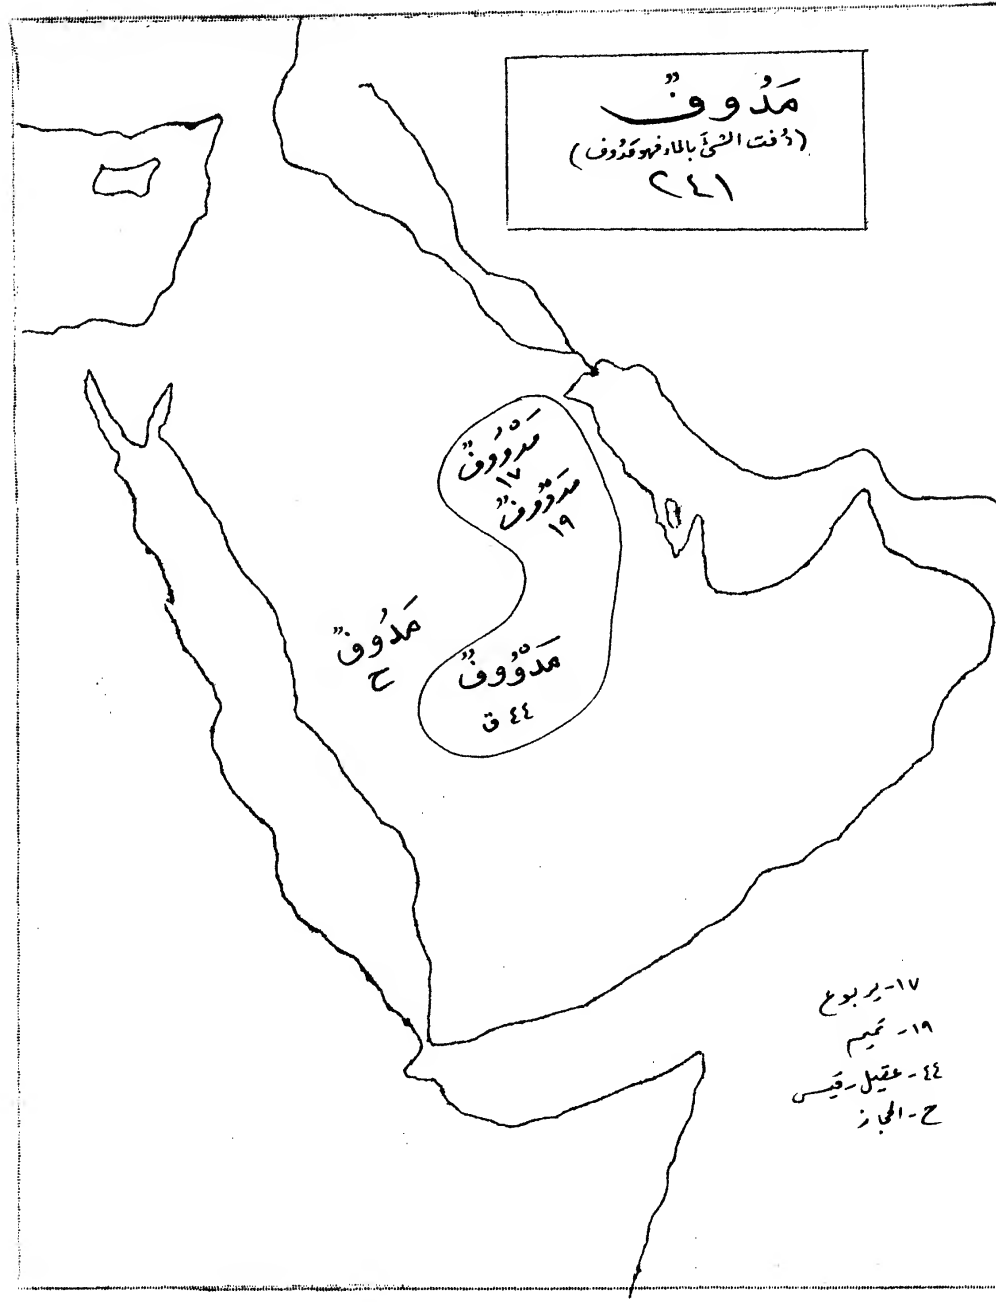 مَدُوفٌ
(دُفت الشئَ بالماء فهو مَدُوف)
٢٤١
مَدْوُوفٌ
١٧
مَدْوُوفٌ
١٩
مَدُوفٌ
ح
مَدْوُوفٌ
٤٤ ق
١٧- يربوع
١٩- تميم
٤٤- عقيل - قيس
ح - الحجاز